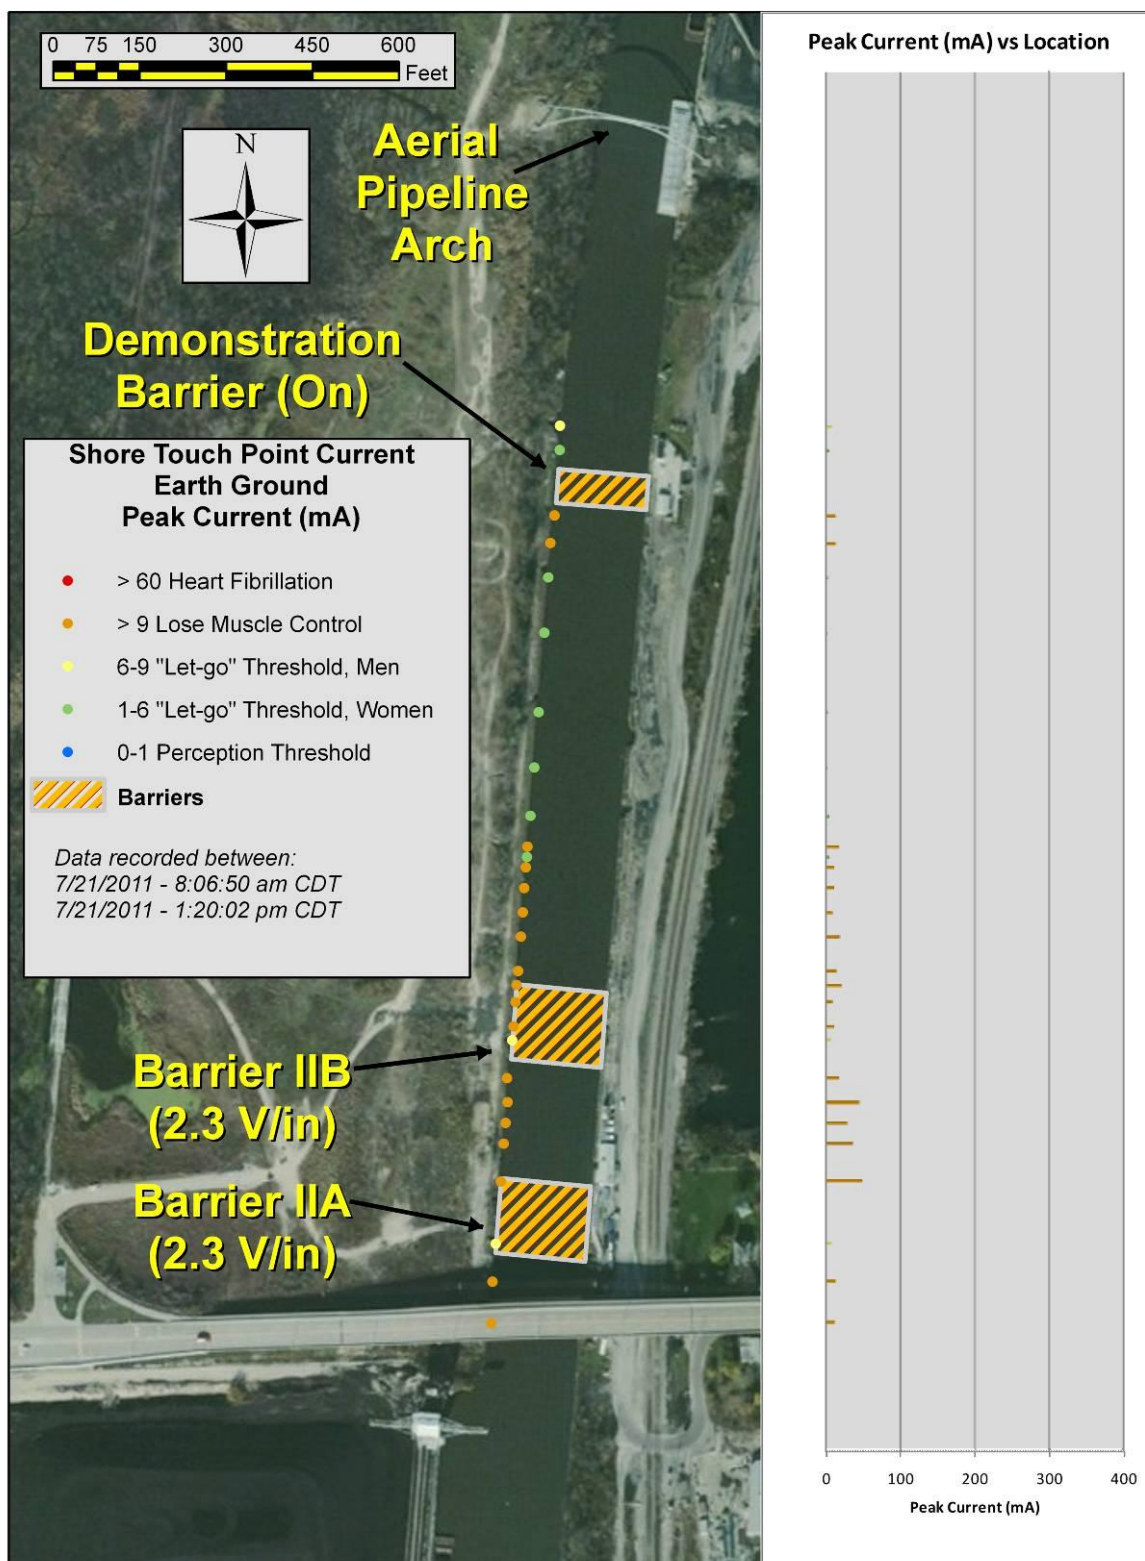 0 75 150 300 450 600
Feet
N
Aerial
Pipeline
Arch
Demonstration
Barrier (On)
Shore Touch Point Current
Earth Ground
Peak Current (mA)
> 60 Heart Fibrillation
> 9 Lose Muscle Control
6-9 "Let-go" Threshold, Men
1-6 "Let-go" Threshold, Women
0-1 Perception Threshold
Barriers
Data recorded between:
7/21/2011 - 8:06:50 am CDT
7/21/2011 - 1:20:02 pm CDT
Barrier IIB
(2.3 V/in)
Barrier IIA
(2.3 V/in)
Peak Current (mA) vs Location
0 100 200 300 400
Peak Current (mA)